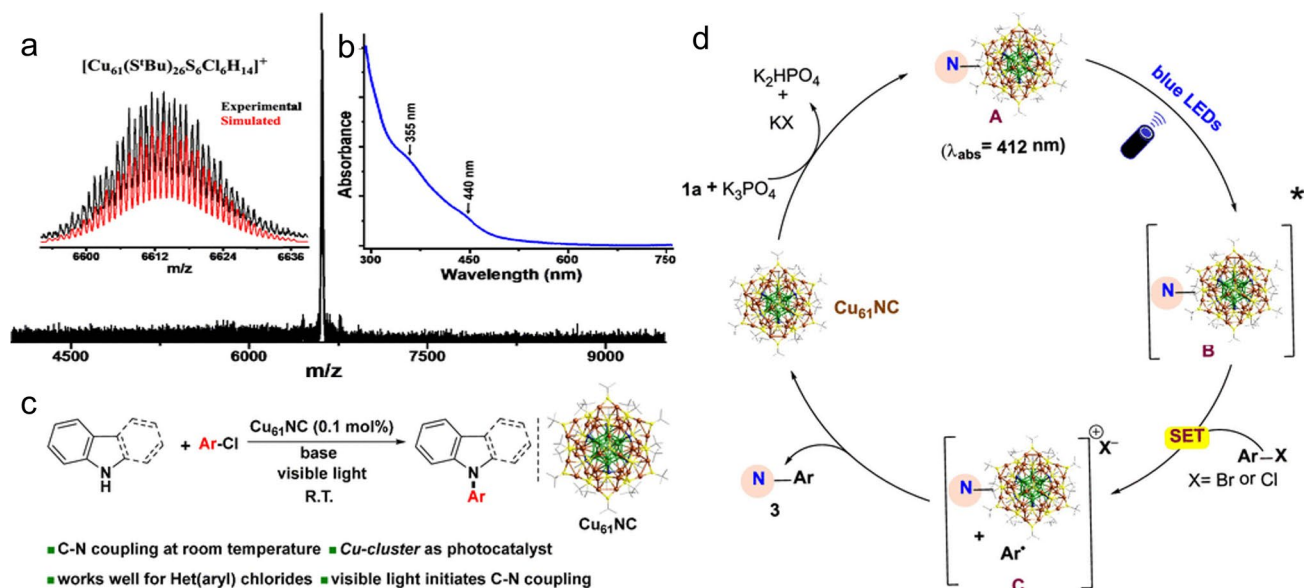 a
[Cu₆₁(SᵗBu)₂₆S₆Cl₆H₁₄]⁺
Experimental
Simulated
6600 6612 6624 6636
m/z
b
355 nm
440 nm
Absorbance
300 450 600 750
Wavelength (nm)
4500 6000 7500 9000
m/z
c
N
H
+ Ar-Cl
Cu₆₁NC (0.1 mol%)
base
visible light
R.T.
N
Ar
Cu₆₁NC
C-N coupling at room temperature
Cu-cluster as photocatalyst
works well for Het(aryl) chlorides
visible light initiates C-N coupling
d
K₂HPO₄
+
KX
1a + K₃PO₄
N
A
(λabs = 412 nm)
blue LEDs
*
N
B
SET
Ar-X
X= Br or Cl
⊕
X⁻
N
+
Ar•
C
N-Ar
3
Cu₆₁NC